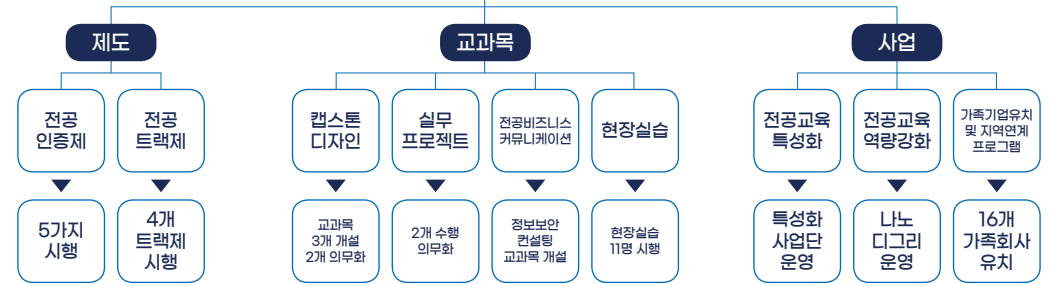 제도
전공
인증제
전공
트랙제
5가지
시행
4개
트랙제
시행
교과목
캡스톤
디자인
실무
프로젝트
전공비즈니스
커뮤니케이션
현장실습
교과목
3개 개설
2개 의무화
2개 수행
의무화
정보보안
컨설팅
교과목 개설
현장실습
11명 시행
사업
전공교육
특성화
전공교육
역량강화
가족기업유치
및 지역연계
프로그램
특성화
사업단
운영
나노
디그리
운영
16개
가족회사
유치